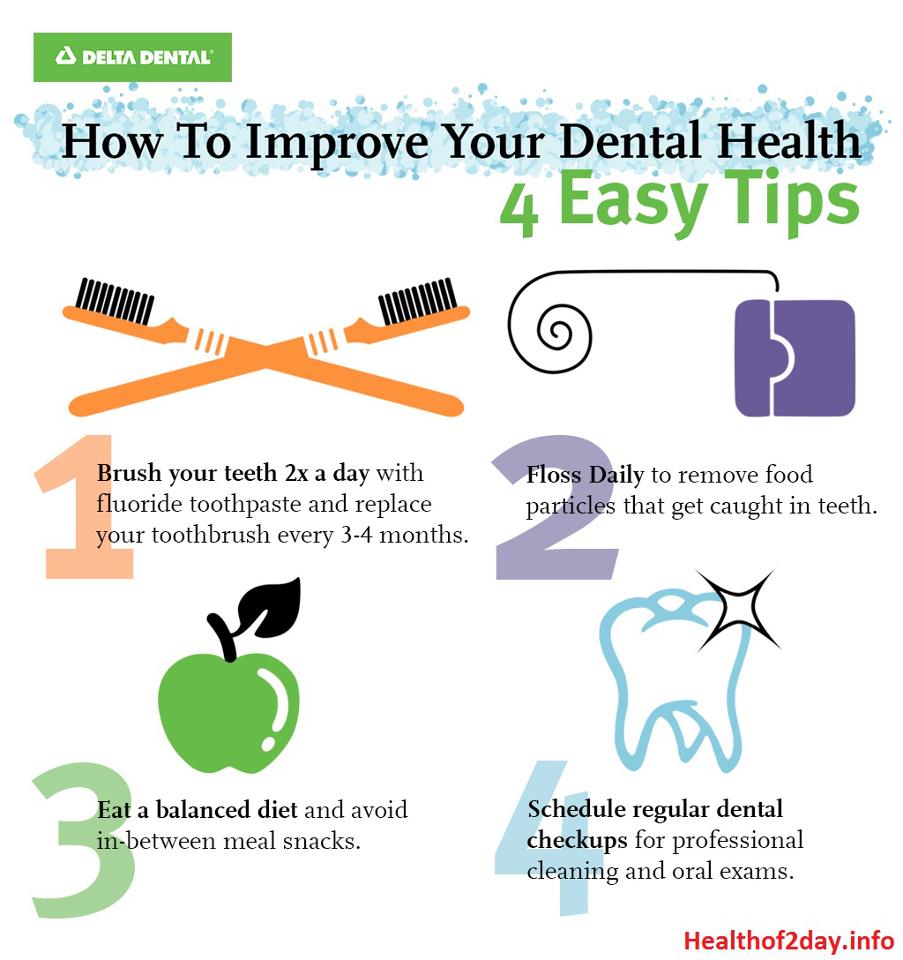 DELTA DENTAL®
How To Improve Your Dental Health
4 Easy Tips
1
Brush your teeth 2x a day with
fluoride toothpaste and replace
your toothbrush every 3-4 months.
2
Floss Daily to remove food
particles that get caught in teeth.
3
Eat a balanced diet and avoid
in-between meal snacks.
4
Schedule regular dental
checkups for professional
cleaning and oral exams.
Healthof2day.info